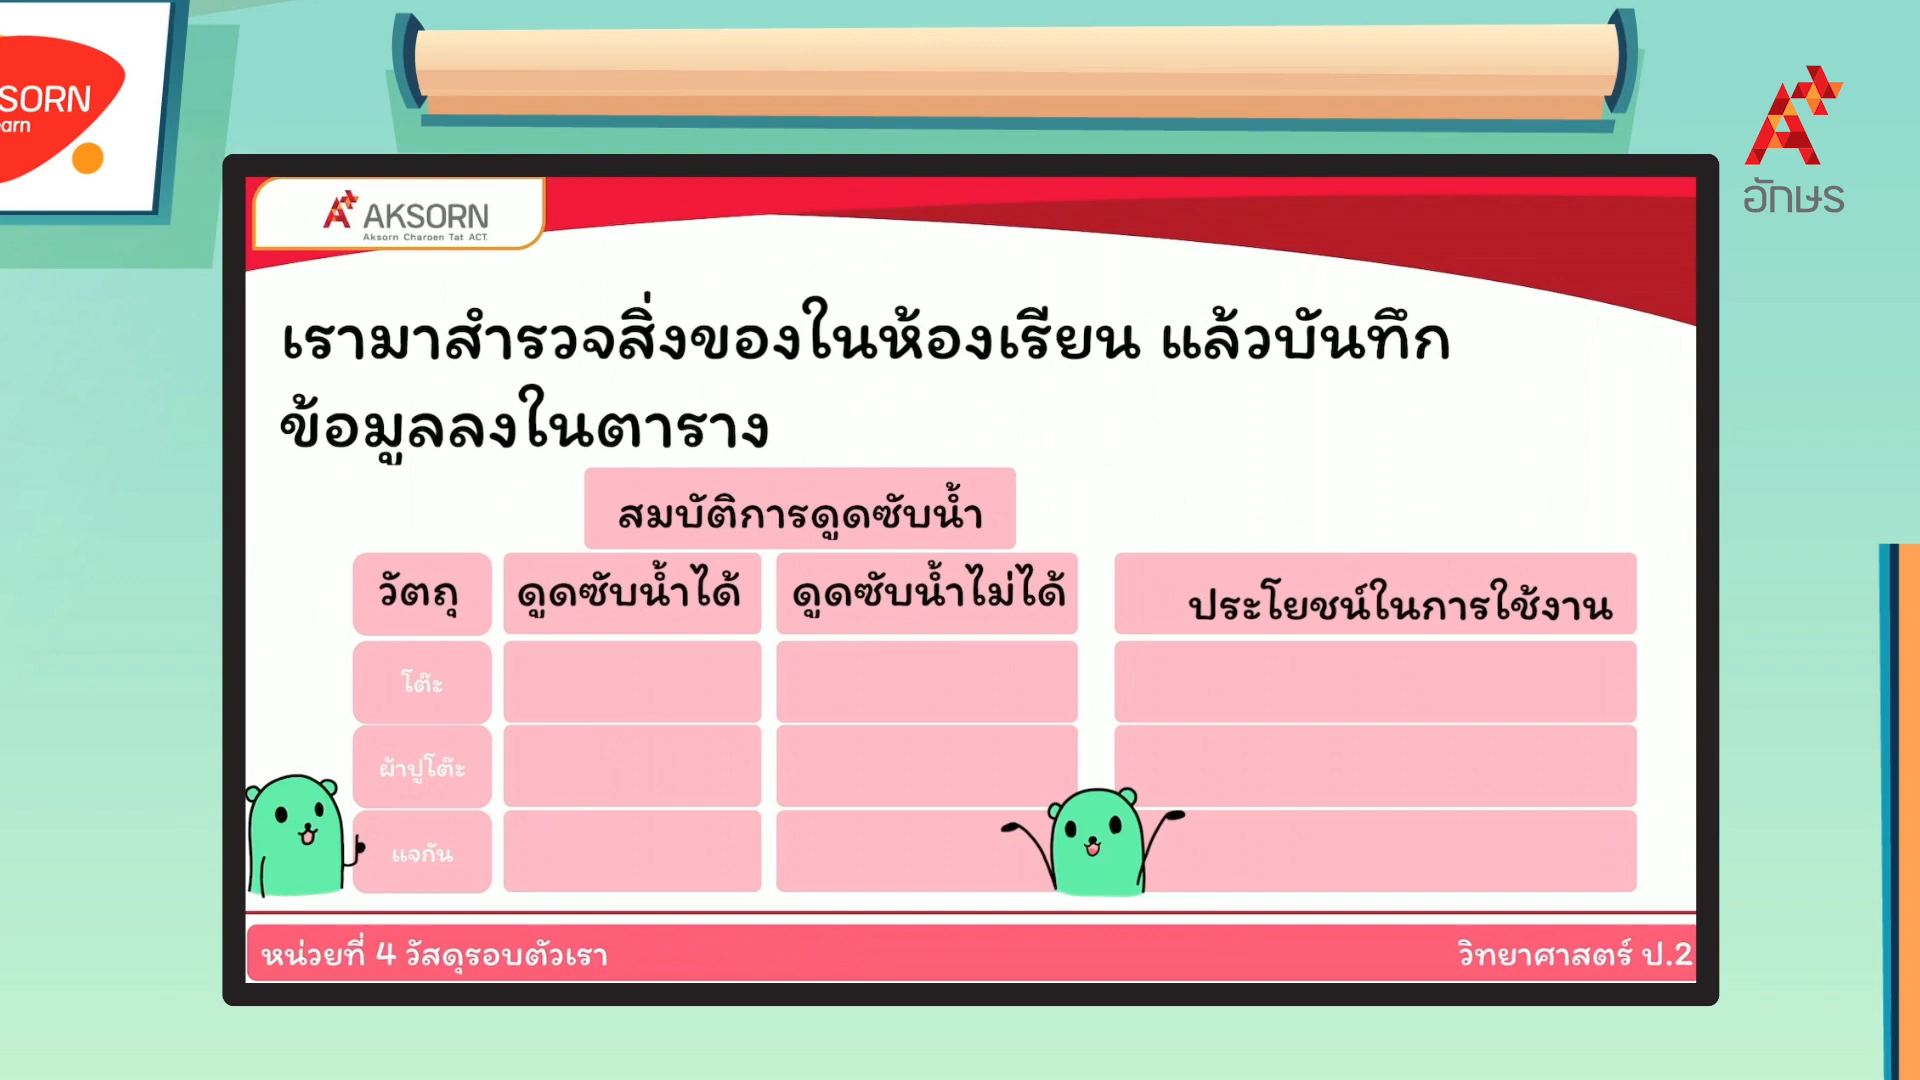 SORN
arn
อักษร
AKSORN
Aksorn Charoen Tat ACT.
เรามาสำรวจสิ่งของในห้องเรียน แล้วบันทึก
ข้อมูลลงในตาราง
สมบัติการดูดซับน้ำ
วัตถุ ดูดซับน้ำได้ ดูดซับน้ำไม่ได้ ประโยชน์ในการใช้งาน
โต๊ะ
ผ้าปูโต๊ะ
แจกัน
หน่วยที่ 4 วัสดุรอบตัวเรา วิทยาศาสตร์ ป.2